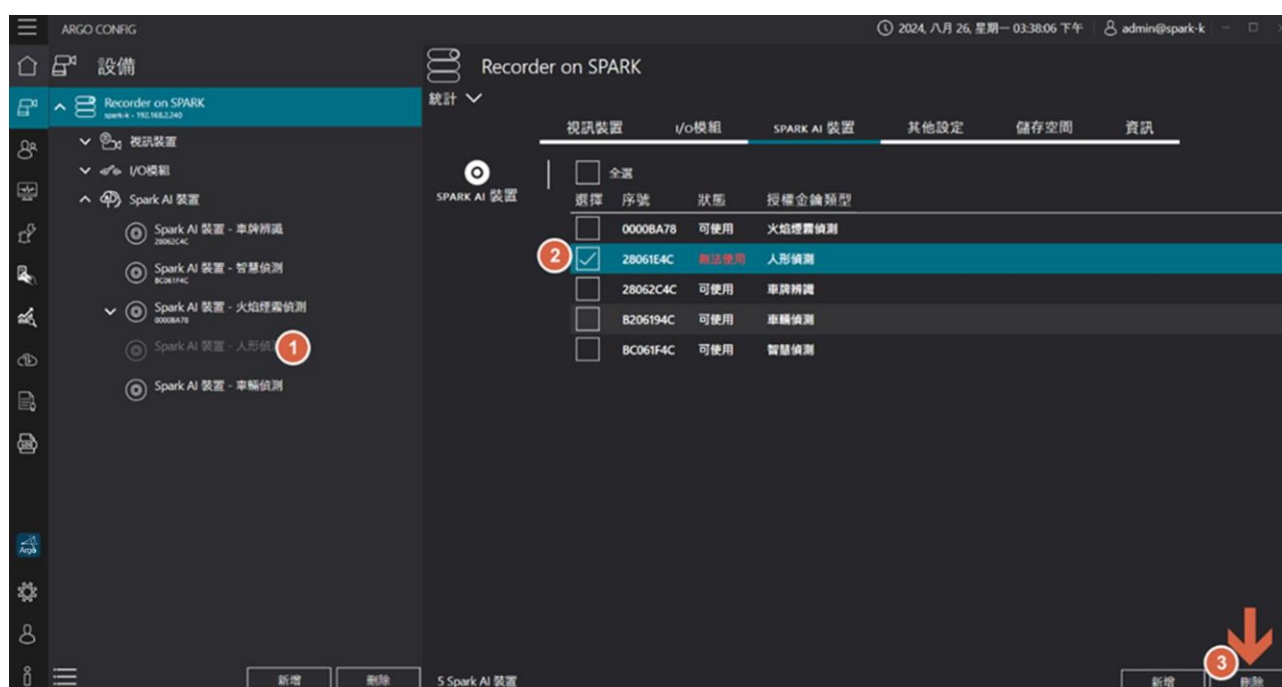 ARGO CONFIG
2024, 八月 26, 星期一 03:38:06 下午
admin@spark-k
設備
Recorder on SPARK
spark-k - 192.168.2.240
視訊裝置
I/O模組
Spark AI 裝置
Spark AI 裝置 - 車牌辨識
28062C4C
Spark AI 裝置 - 智慧偵測
BC061F4C
Spark AI 裝置 - 火焰煙霧偵測
0000BA78
Spark AI 裝置 - 人形偵
1
Spark AI 裝置 - 車輛偵測
Argo
新增 刪除
Recorder on SPARK
統計
視訊裝置 I/O模組 SPARK AI 裝置 其他設定 儲存空間 資訊
SPARK AI 裝置
全選
選擇 序號 狀態 授權金鑰類型
0000BA78 可使用 火焰煙霧偵測
2 28061E4C 無法使用 人形偵測
28062C4C 可使用 車牌辨識
B206194C 可使用 車輛偵測
BC061F4C 可使用 智慧偵測
3
5 Spark AI 裝置 新增 刪除